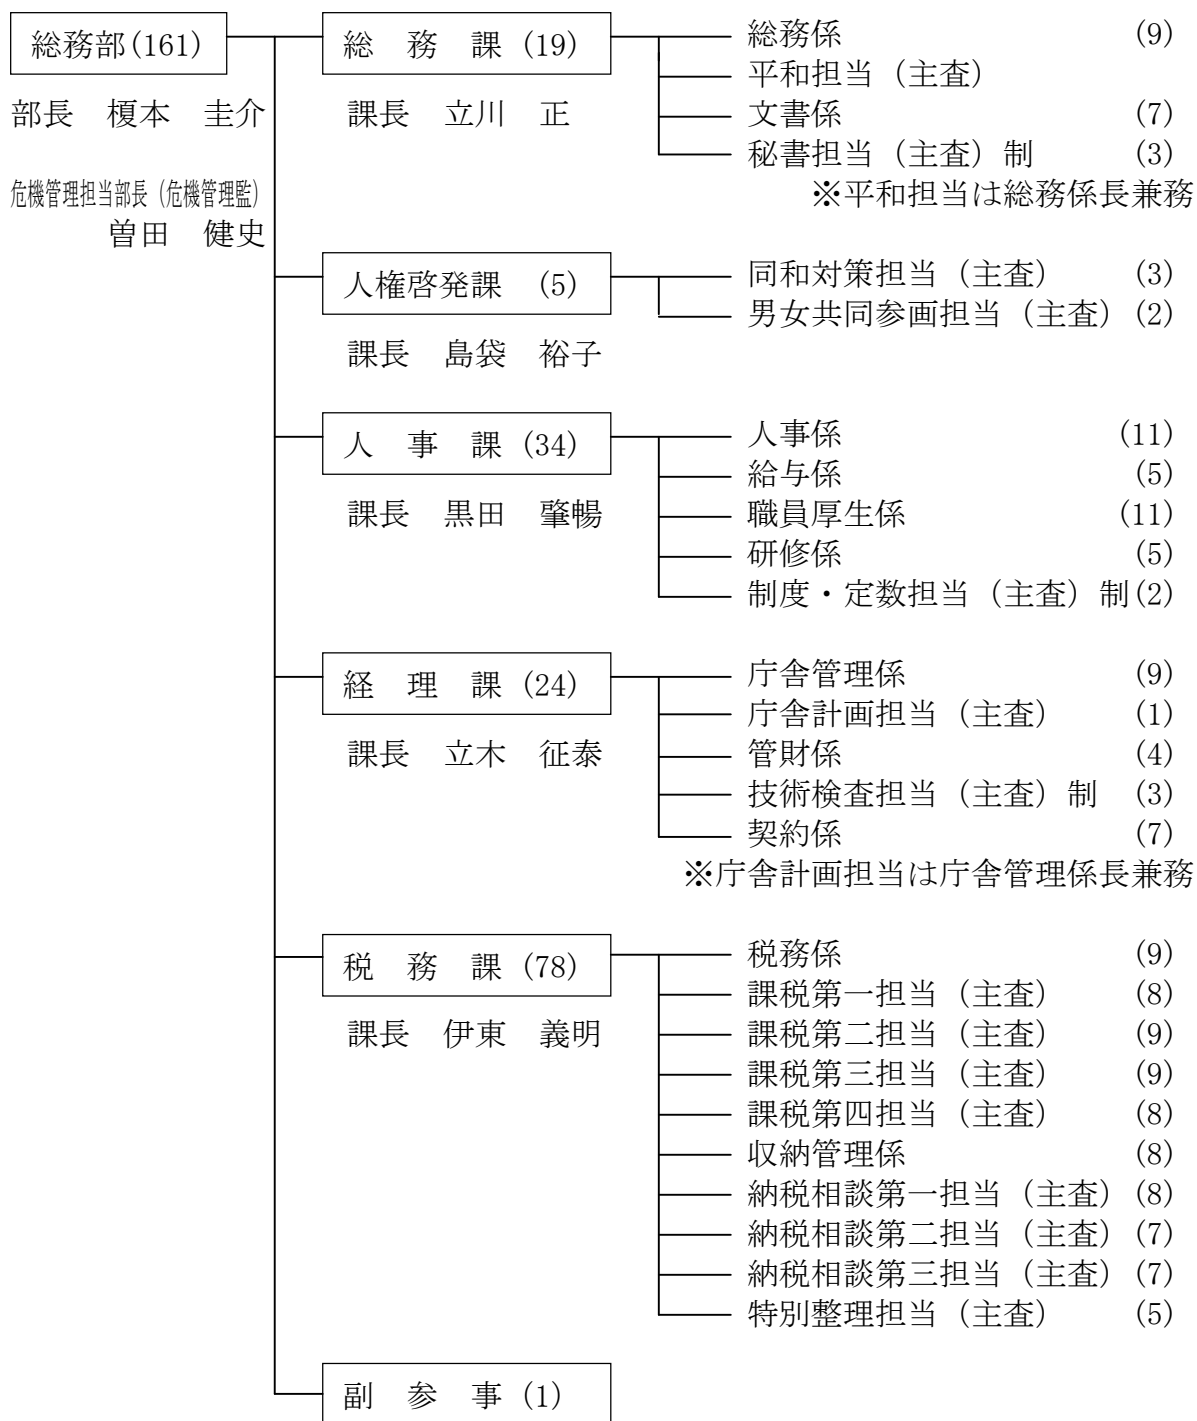 総務部(161)
部長　榎本　圭介
危機管理担当部長（危機管理監）
曽田　健史
総　務　課 (19)
課長　立川　正
総務係 (9)
平和担当（主査）
文書係 (7)
秘書担当（主査）制 (3)
※平和担当は総務係長兼務
人権啓発課 (5)
課長　島袋　裕子
同和対策担当（主査） (3)
男女共同参画担当（主査） (2)
人　事　課 (34)
課長　黒田　肇暢
人事係 (11)
給与係 (5)
職員厚生係 (11)
研修係 (5)
制度・定数担当（主査）制 (2)
経　理　課 (24)
課長　立木　征泰
庁舎管理係 (9)
庁舎計画担当（主査） (1)
管財係 (4)
技術検査担当（主査）制 (3)
契約係 (7)
※庁舎計画担当は庁舎管理係長兼務
税　務　課 (78)
課長　伊東　義明
税務係 (9)
課税第一担当（主査） (8)
課税第二担当（主査） (9)
課税第三担当（主査） (9)
課税第四担当（主査） (8)
収納管理係 (8)
納税相談第一担当（主査） (8)
納税相談第二担当（主査） (7)
納税相談第三担当（主査） (7)
特別整理担当（主査） (5)
副　参　事 (1)